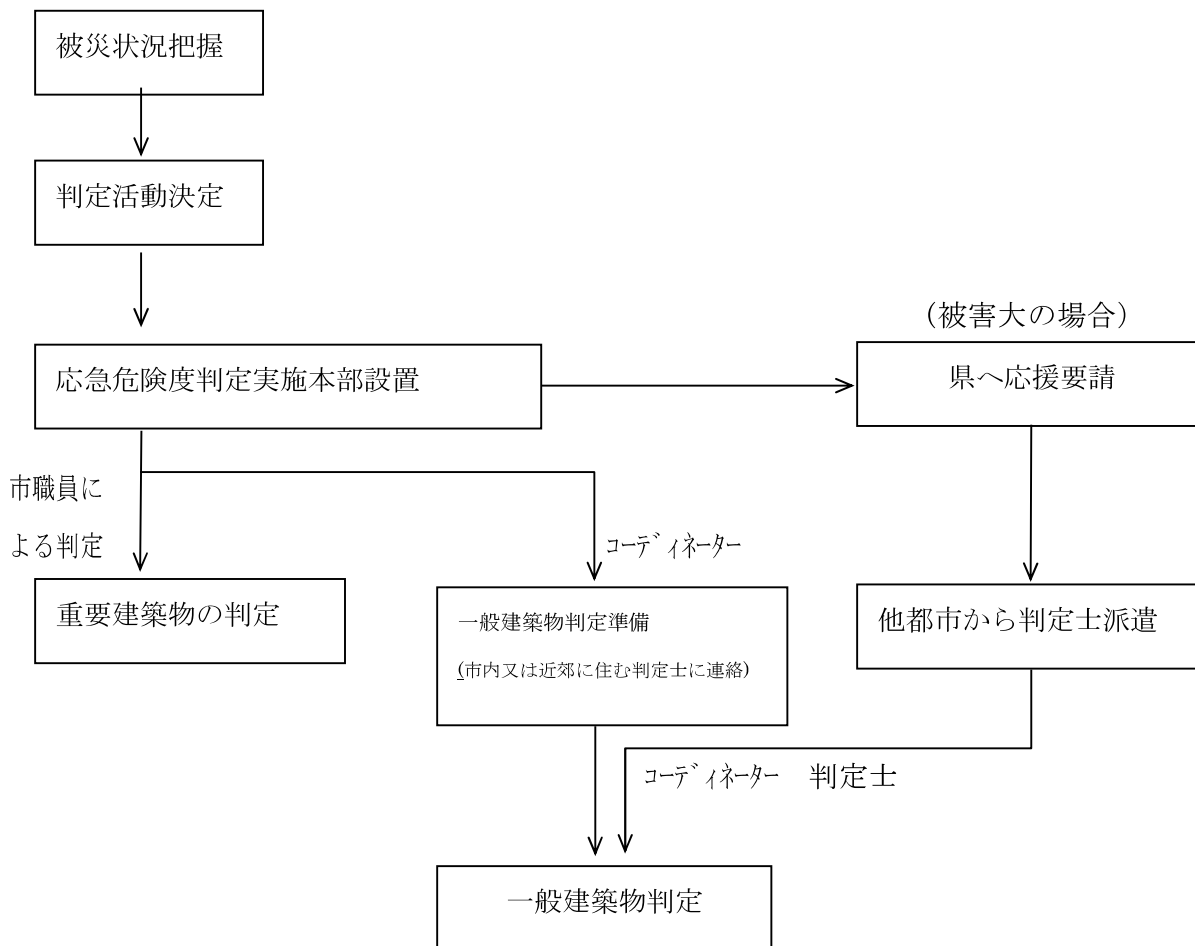 被災状況把握
判定活動決定
(被害大の場合)
応急危険度判定実施本部設置
県へ応援要請
市職員に
よる判定
コーディネーター
重要建築物の判定
一般建築物判定準備
(市内又は近郊に住む判定士に連絡)
他都市から判定士派遣
コーディネーター 判定士
一般建築物判定